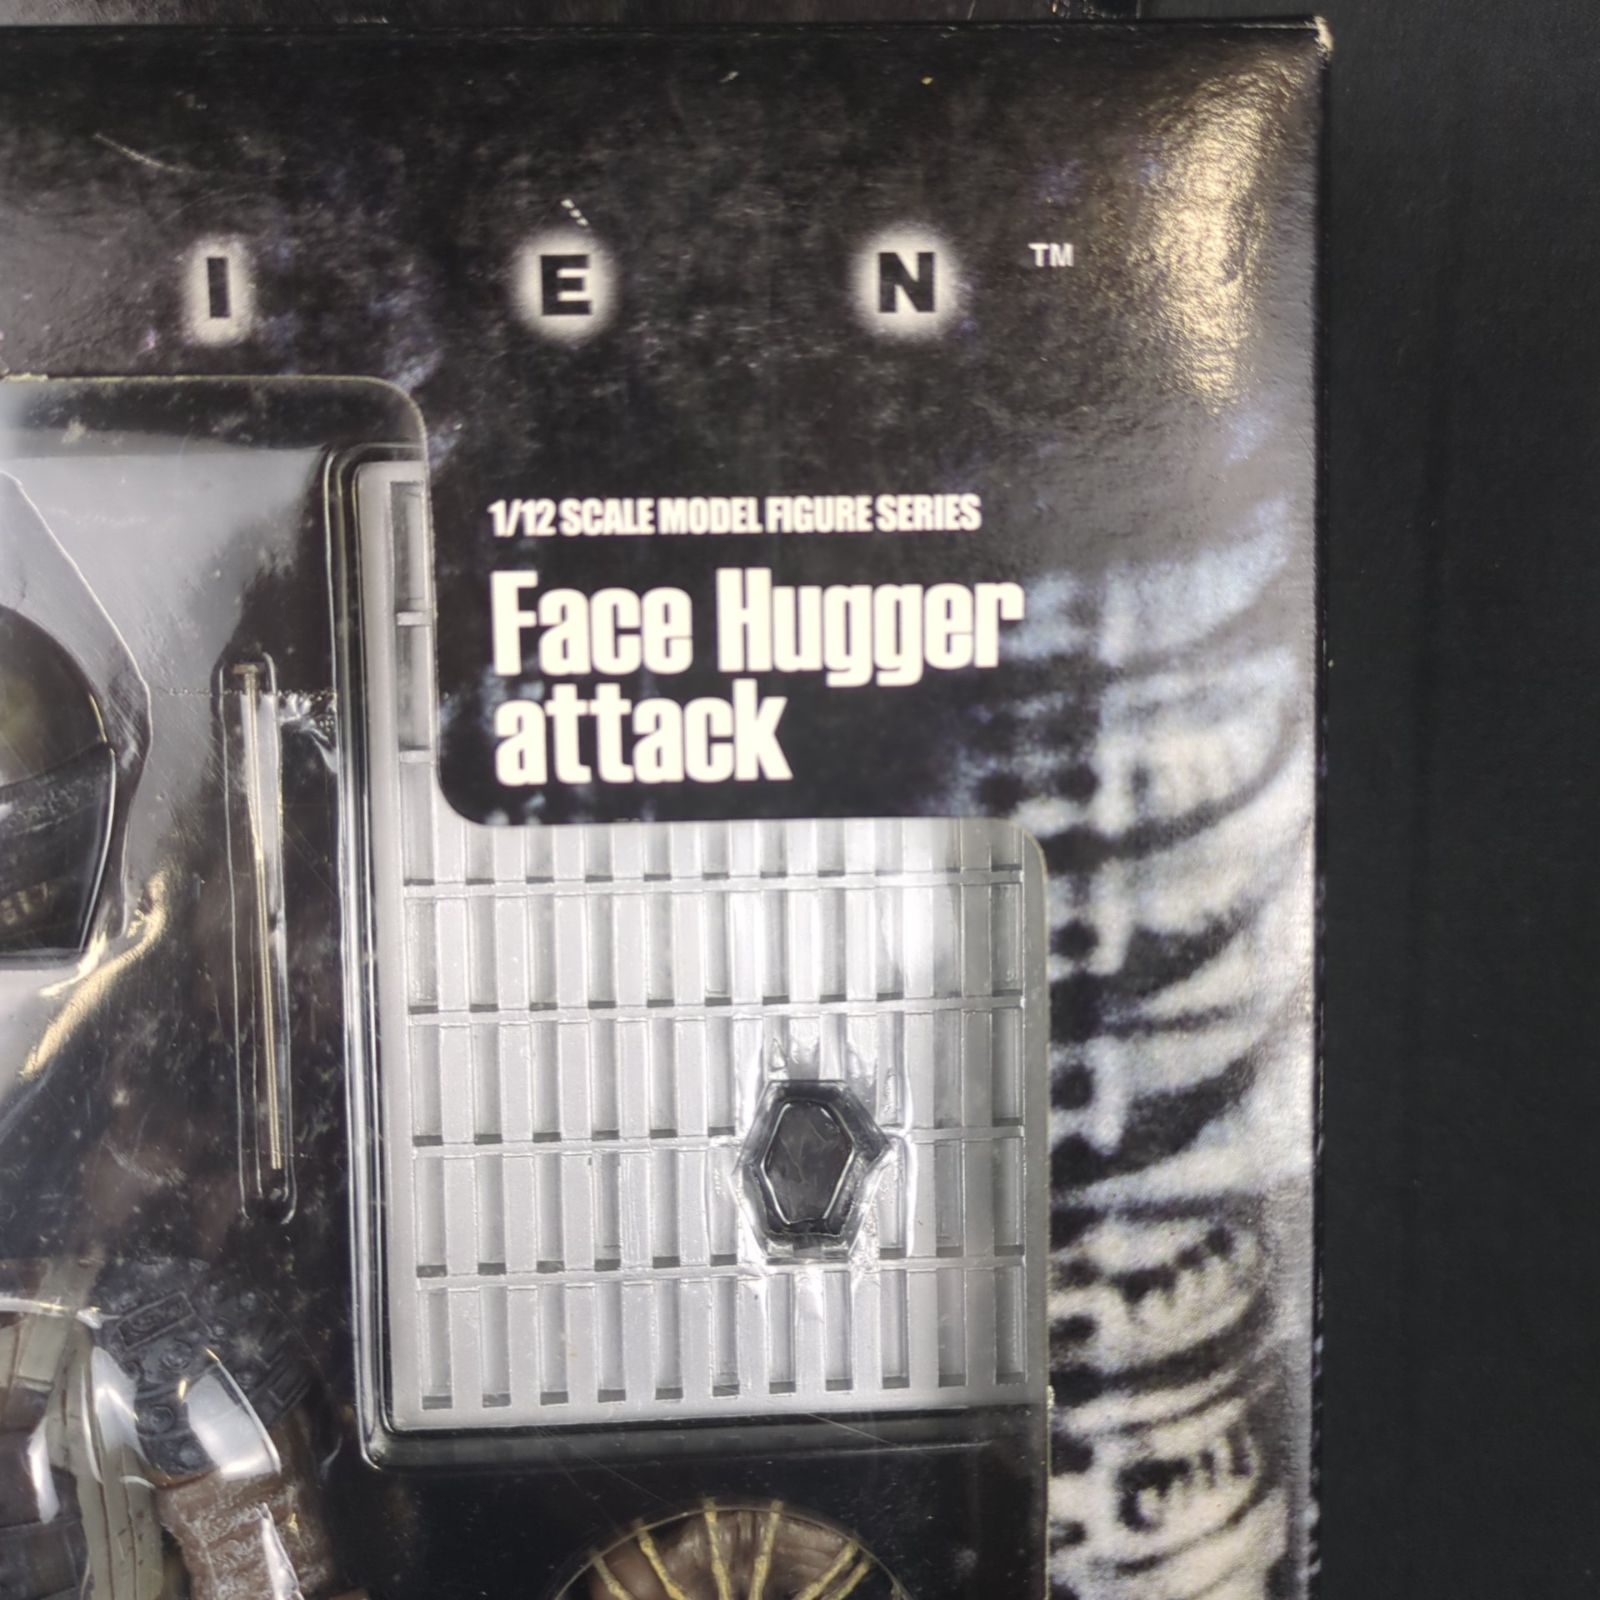 I E N ™
1/12 SCALE MODEL FIGURE SERIES
Face Hugger
attack